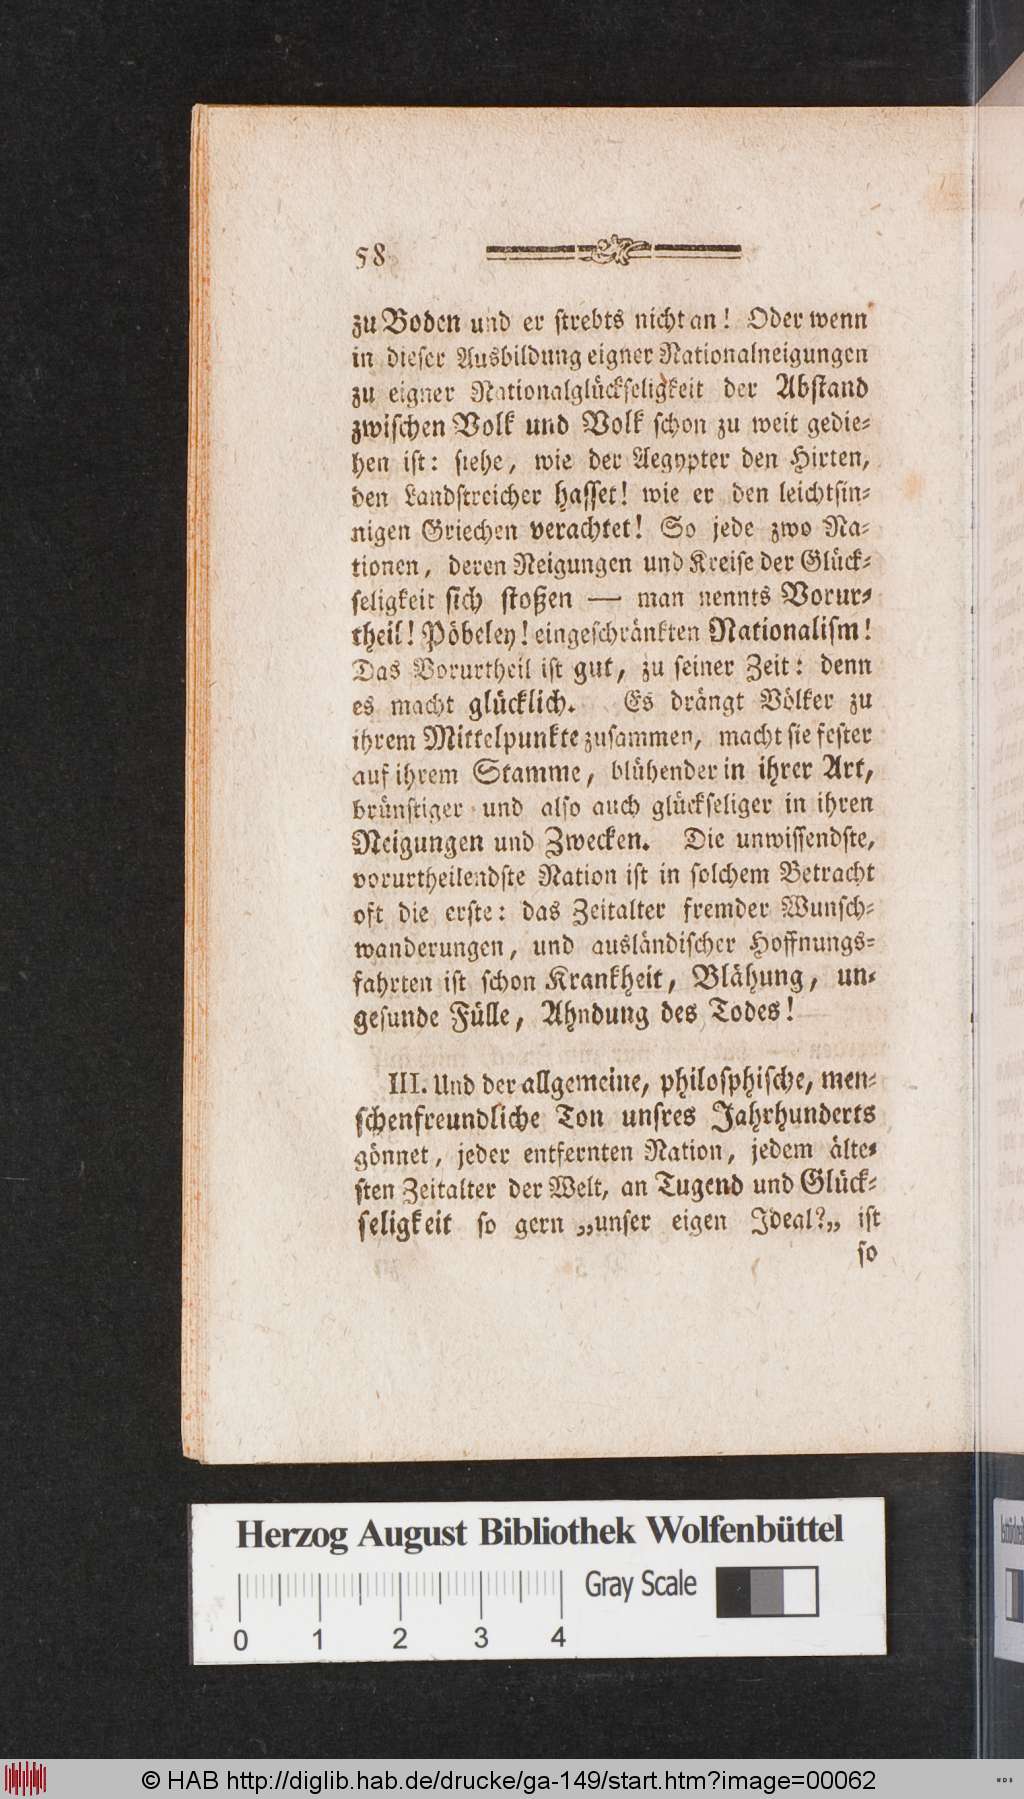 58
zu Boden und er strebts nicht an! Oder wenn
in dieser Ausbildung eigner Nationalneigungen
zu eigner Nationalglückseligkeit der Abstand
zwischen Volk und Volk schon zu weit gedie-
hen ist: siehe, wie der Aegypter den Hirten,
den Landstreicher hasset! wie er den leichtsin-
nigen Griechen verachtet! So jede zwo Na-
tionen, deren Neigungen und Kreise der Glück-
seligkeit sich stoßen — man nennts Vorur-
theil! Pöbeley! eingeschränkten Nationalism!
Das Vorurtheil ist gut, zu seiner Zeit: denn
es macht glücklich. Es drängt Völker zu
ihrem Mittelpunkte zusammen, macht sie fester
auf ihrem Stamme, blühender in ihrer Art,
brünstiger und also auch glückseliger in ihren
Neigungen und Zwecken. Die unwissendste,
vorurtheilendste Nation ist in solchem Betracht
oft die erste: das Zeitalter fremder Wunsch-
wanderungen, und ausländischer Hoffnungs-
fahrten ist schon Krankheit, Blähung, un-
gesunde Fülle, Ahndung des Todes!
III. Und der allgemeine, philosphische, men-
schenfreundliche Ton unsres Jahrhunderts
gönnet, jeder entfernten Nation, jedem älte-
sten Zeitalter der Welt, an Tugend und Glück-
seligkeit so gern „unser eigen Ideal?„ ist
so
Herzog August Bibliothek Wolfenbüttel
Gray Scale
0 1 2 3 4
© HAB http://diglib.hab.de/drucke/ga-149/start.htm?image=00062